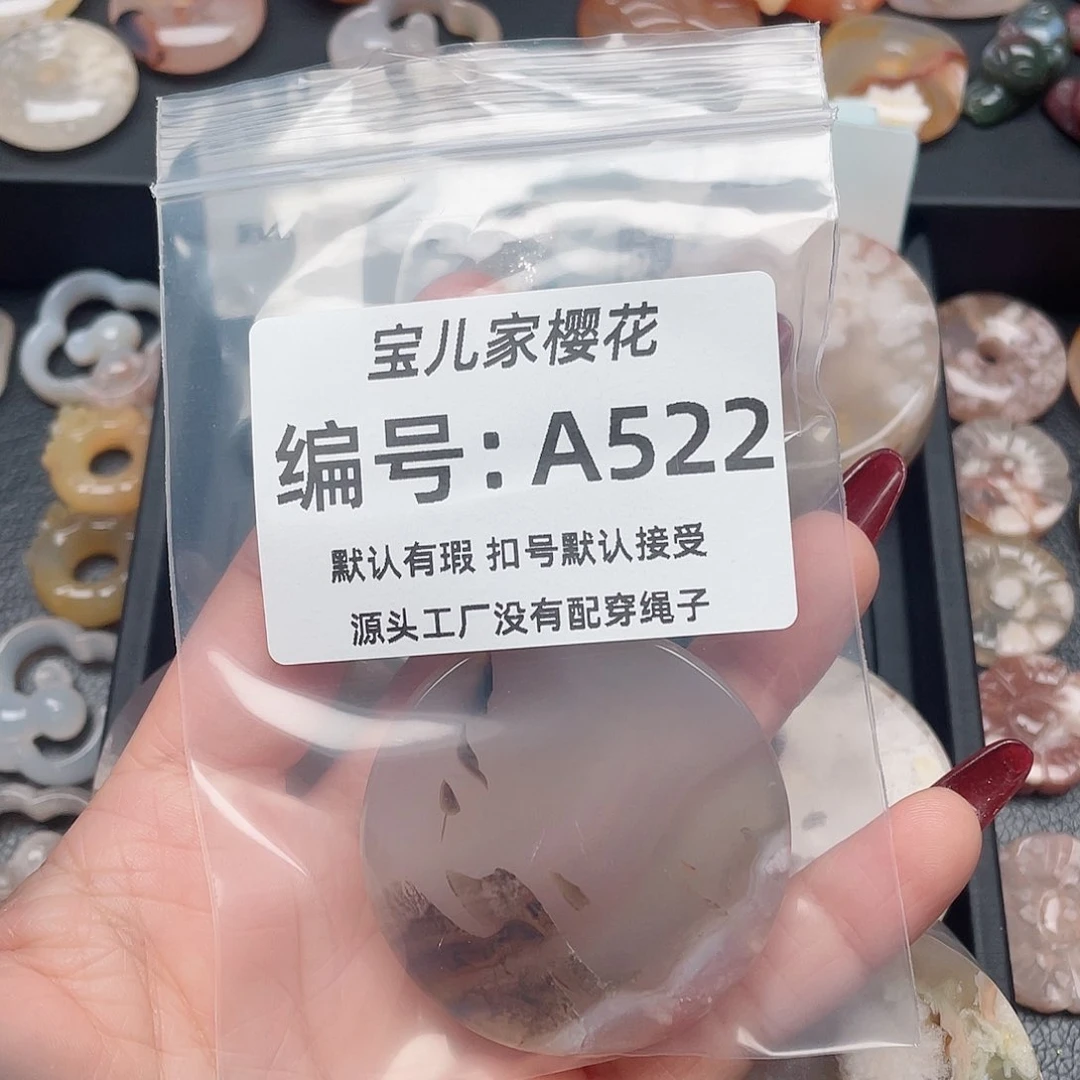 宝儿家樱花
编号:A522
默认有瑕 扣号默认接受
源头工厂没有配穿绳子